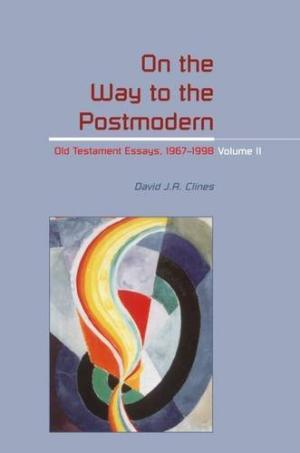 On the
Way to the
Postmodern
Old Testament Essays, 1967–1998 Volume II
David J.A. Clines